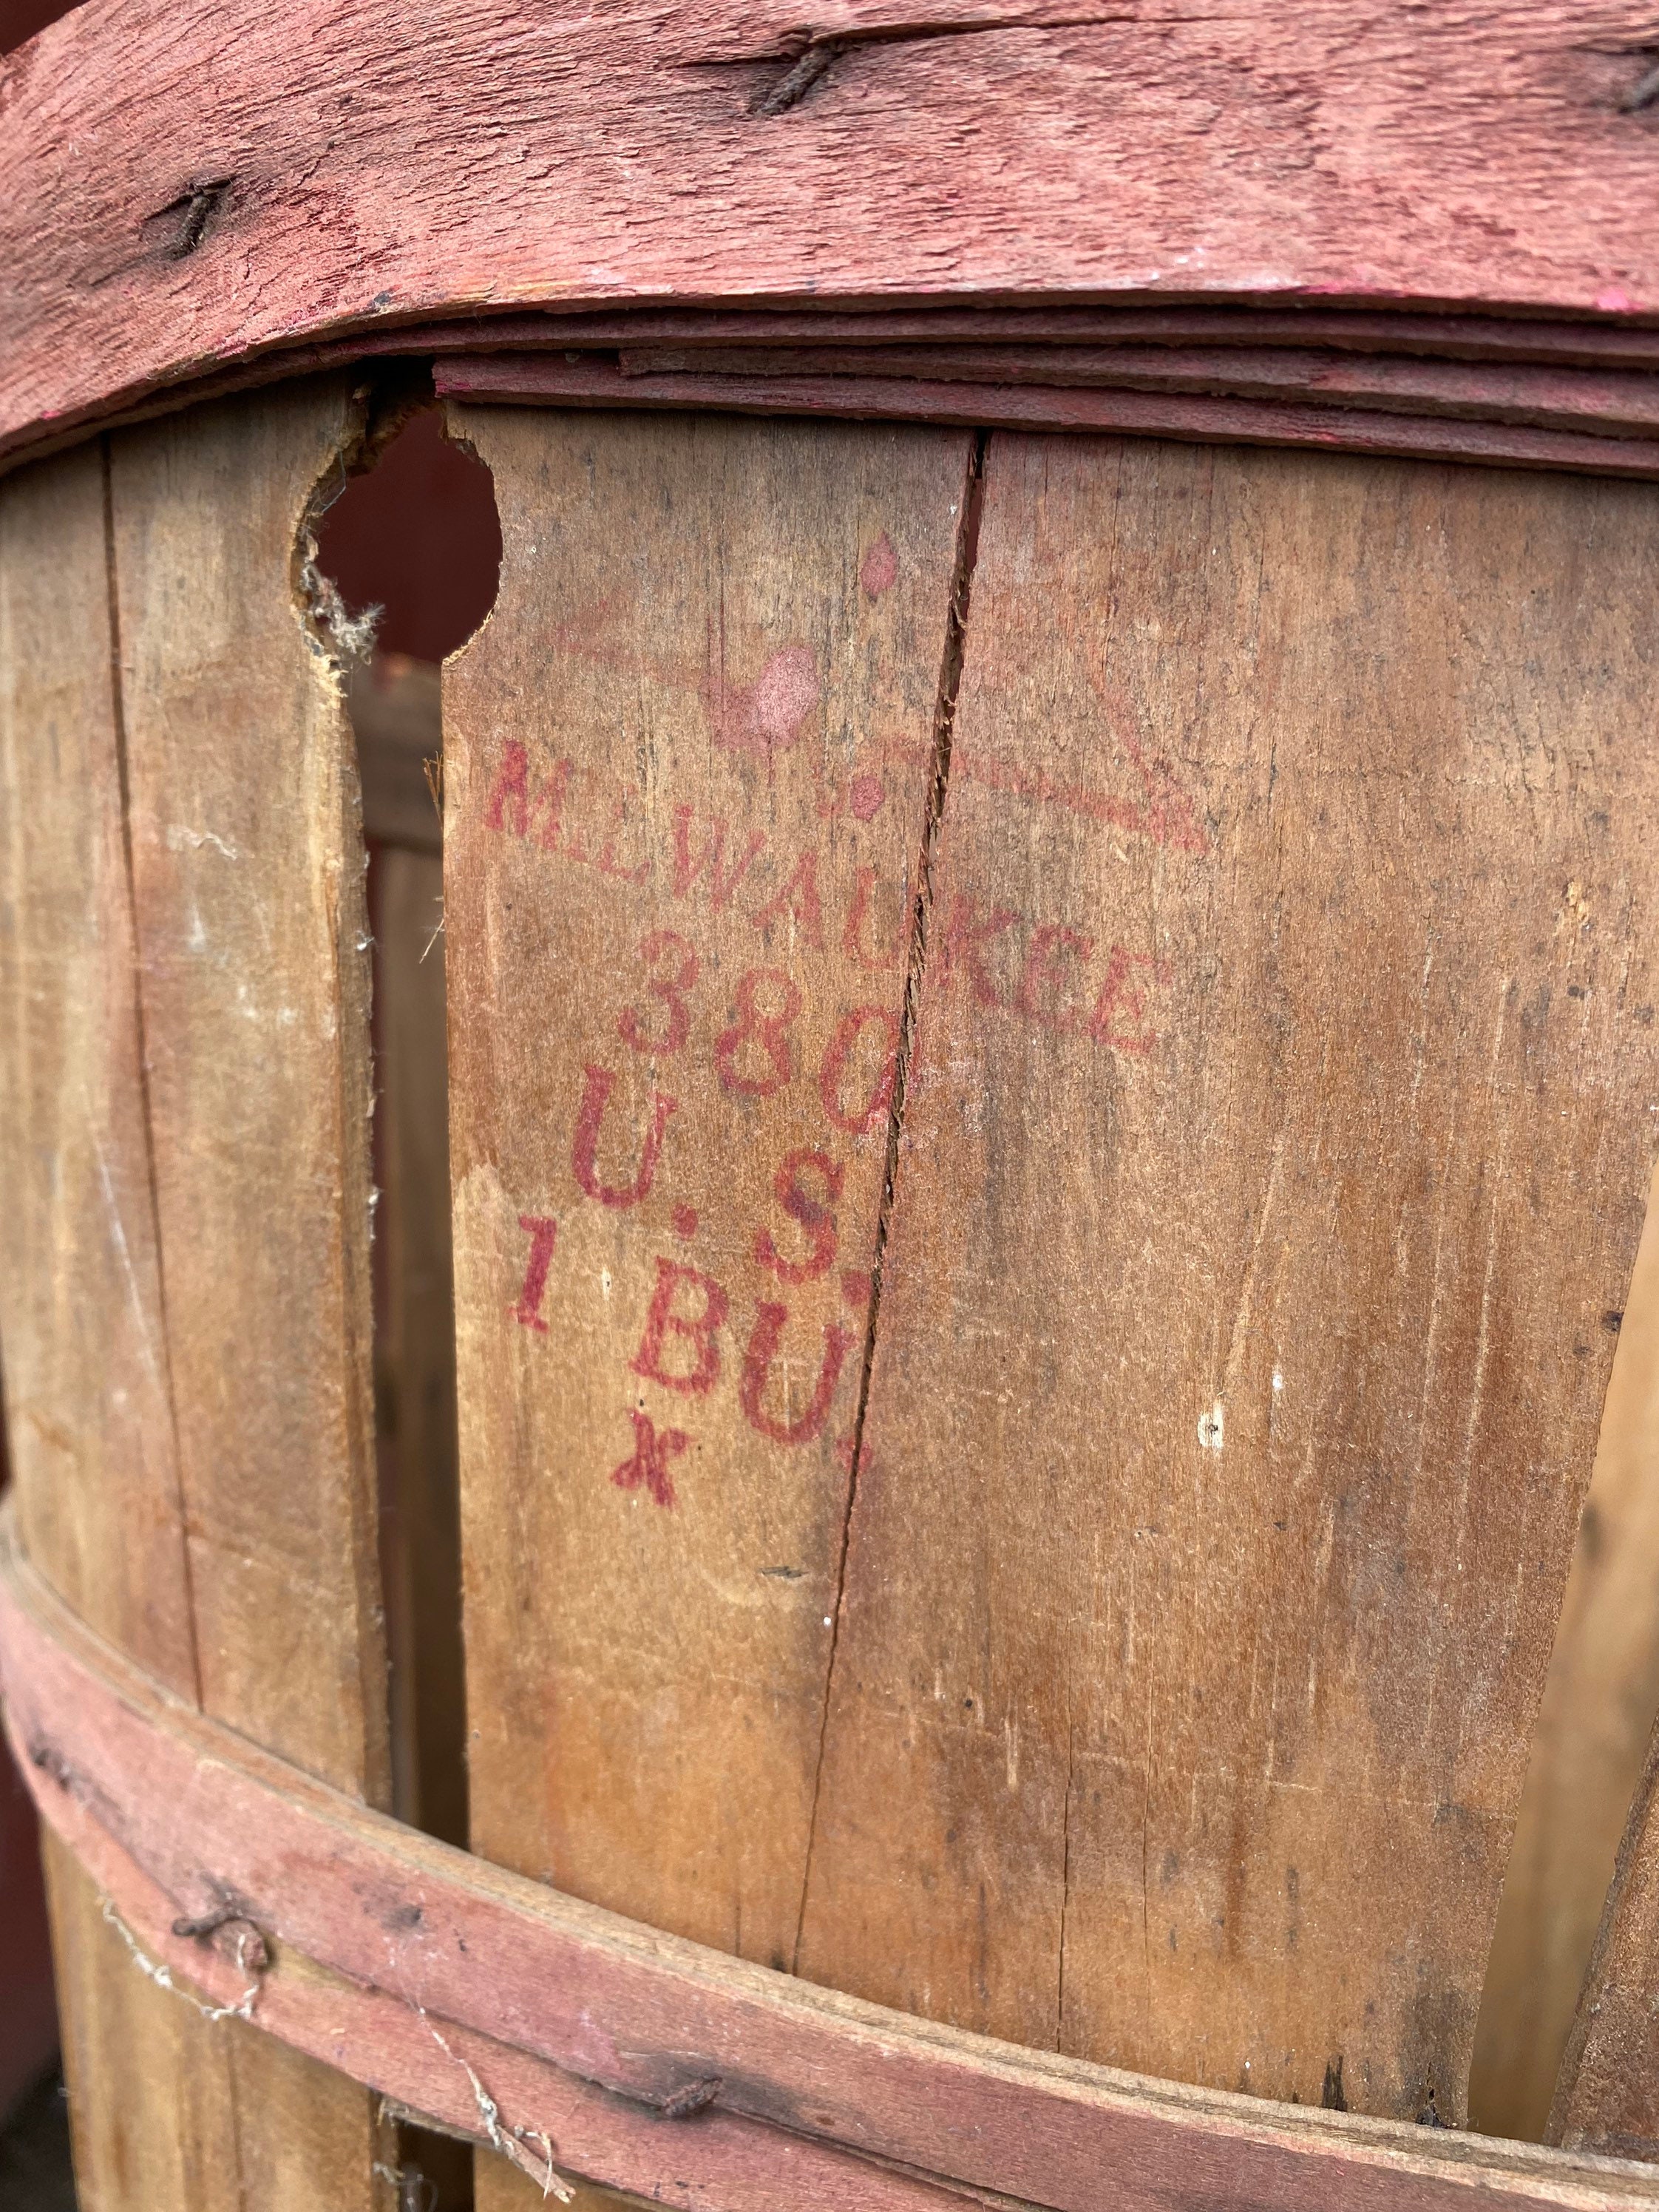 MILWAUKEE
380
U. S.
1 BU.
x